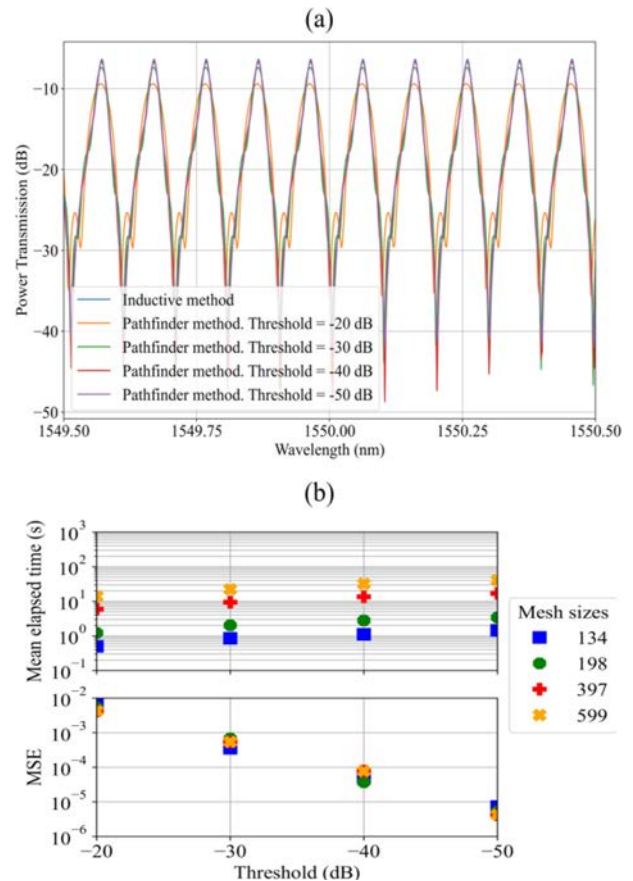 (a)
−10
−20
−30
−40
−50
Power Transmission (dB)
Inductive method
Pathfinder method. Threshold = -20 dB
Pathfinder method. Threshold = -30 dB
Pathfinder method. Threshold = -40 dB
Pathfinder method. Threshold = -50 dB
1549.50 1549.75 1550.00 1550.25 1550.50
Wavelength (nm)
(b)
Mean elapsed time (s)
10³
10²
10¹
10⁰
10⁻¹
Mesh sizes
134
198
397
599
MSE
10⁻²
10⁻³
10⁻⁴
10⁻⁵
10⁻⁶
−20 −30 −40 −50
Threshold (dB)